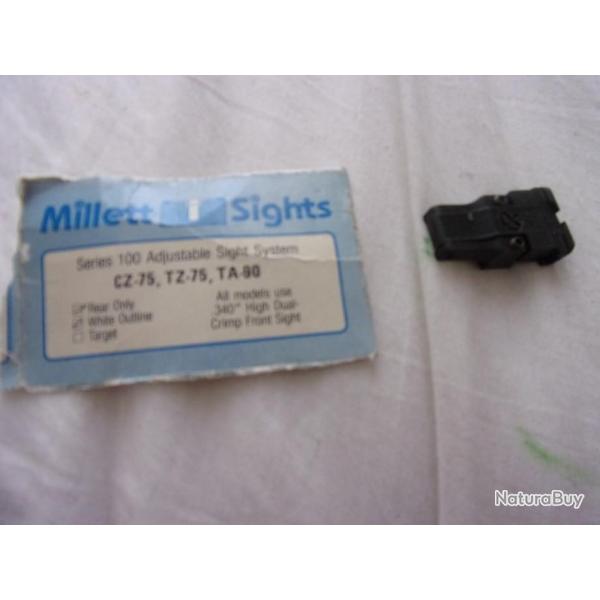 Millett Sights
Series 100 Adjustable Sight System
CZ-75, TZ-75, TA-90
Rear Only
White Outline
Target
All models use
.340" High Dual-
Crimp Front Sight
NaturaBuy